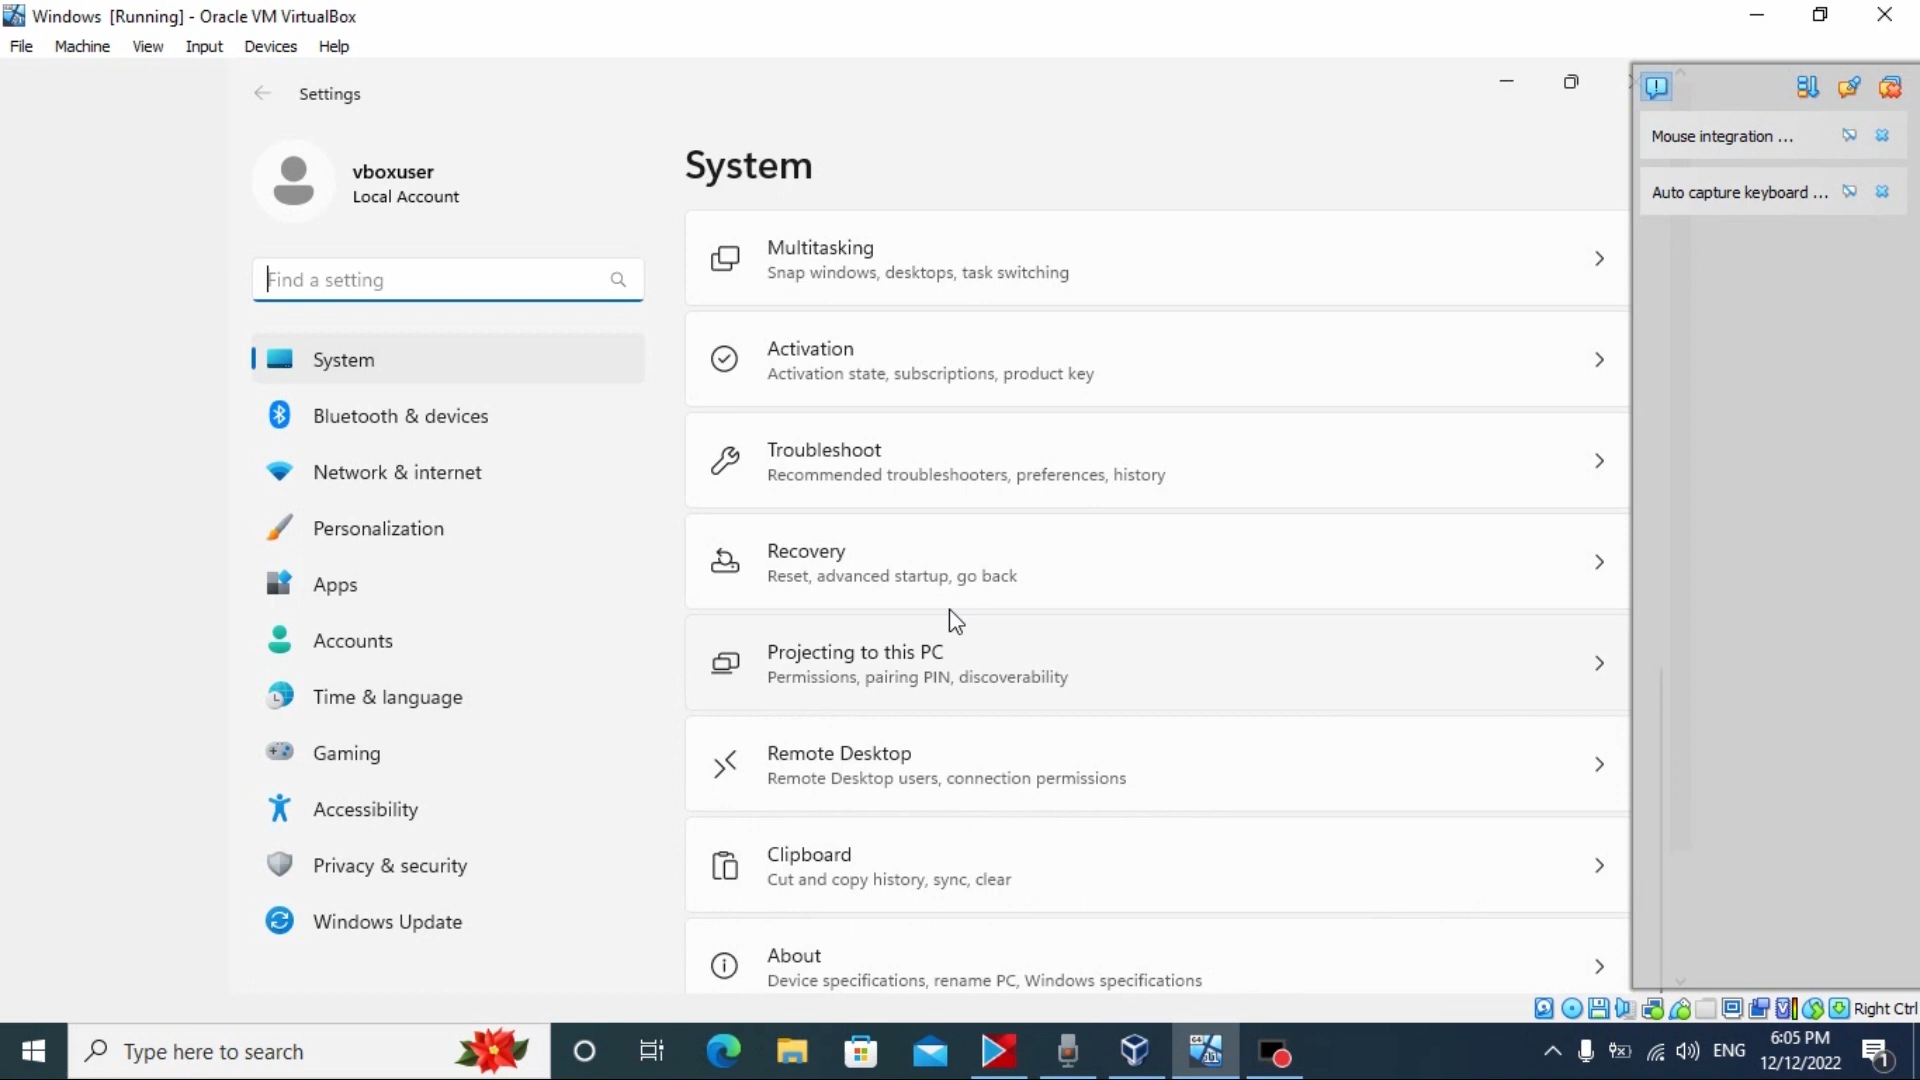 Windows [Running] - Oracle VM VirtualBox
File Machine View Input Devices Help
Settings
vboxuser
Local Account
Find a setting
System
Bluetooth & devices
Network & internet
Personalization
Apps
Accounts
Time & language
Gaming
Accessibility
Privacy & security
Windows Update
System
Multitasking
Snap windows, desktops, task switching
Activation
Activation state, subscriptions, product key
Troubleshoot
Recommended troubleshooters, preferences, history
Recovery
Reset, advanced startup, go back
Projecting to this PC
Permissions, pairing PIN, discoverability
Remote Desktop
Remote Desktop users, connection permissions
Clipboard
Cut and copy history, sync, clear
About
Device specifications, rename PC, Windows specifications
Mouse integration ...
Auto capture keyboard ...
Right Ctrl
Type here to search
ENG
6:05 PM
12/12/2022
1